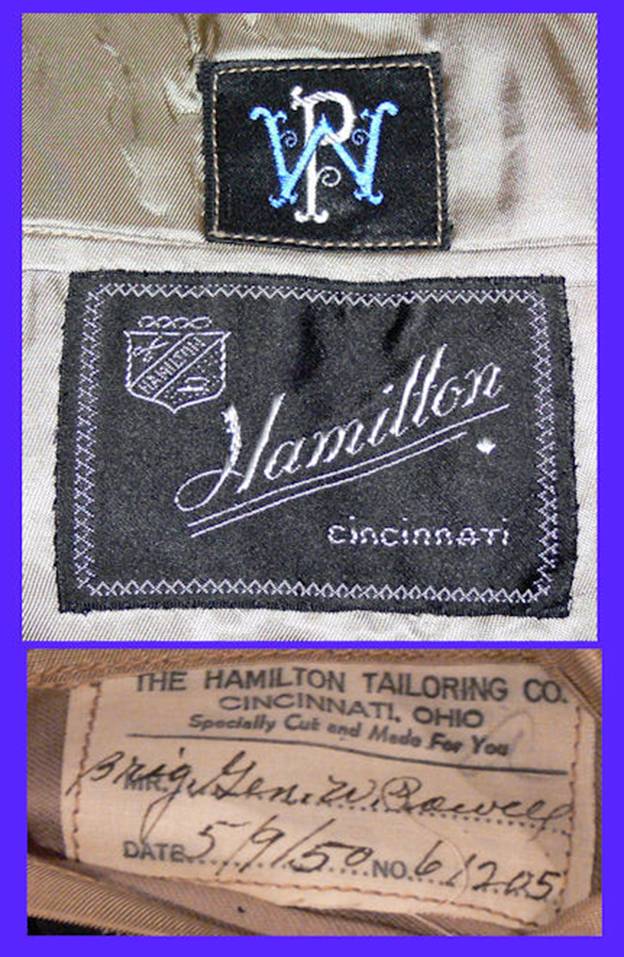 WP
HAMILTON
Hamilton
cincinnati
THE HAMILTON TAILORING CO.
CINCINNATI, OHIO
Specially Cut and Made For You
MR. Brig. Gen. W. Powell
DATE 5/9/50 NO. 61205